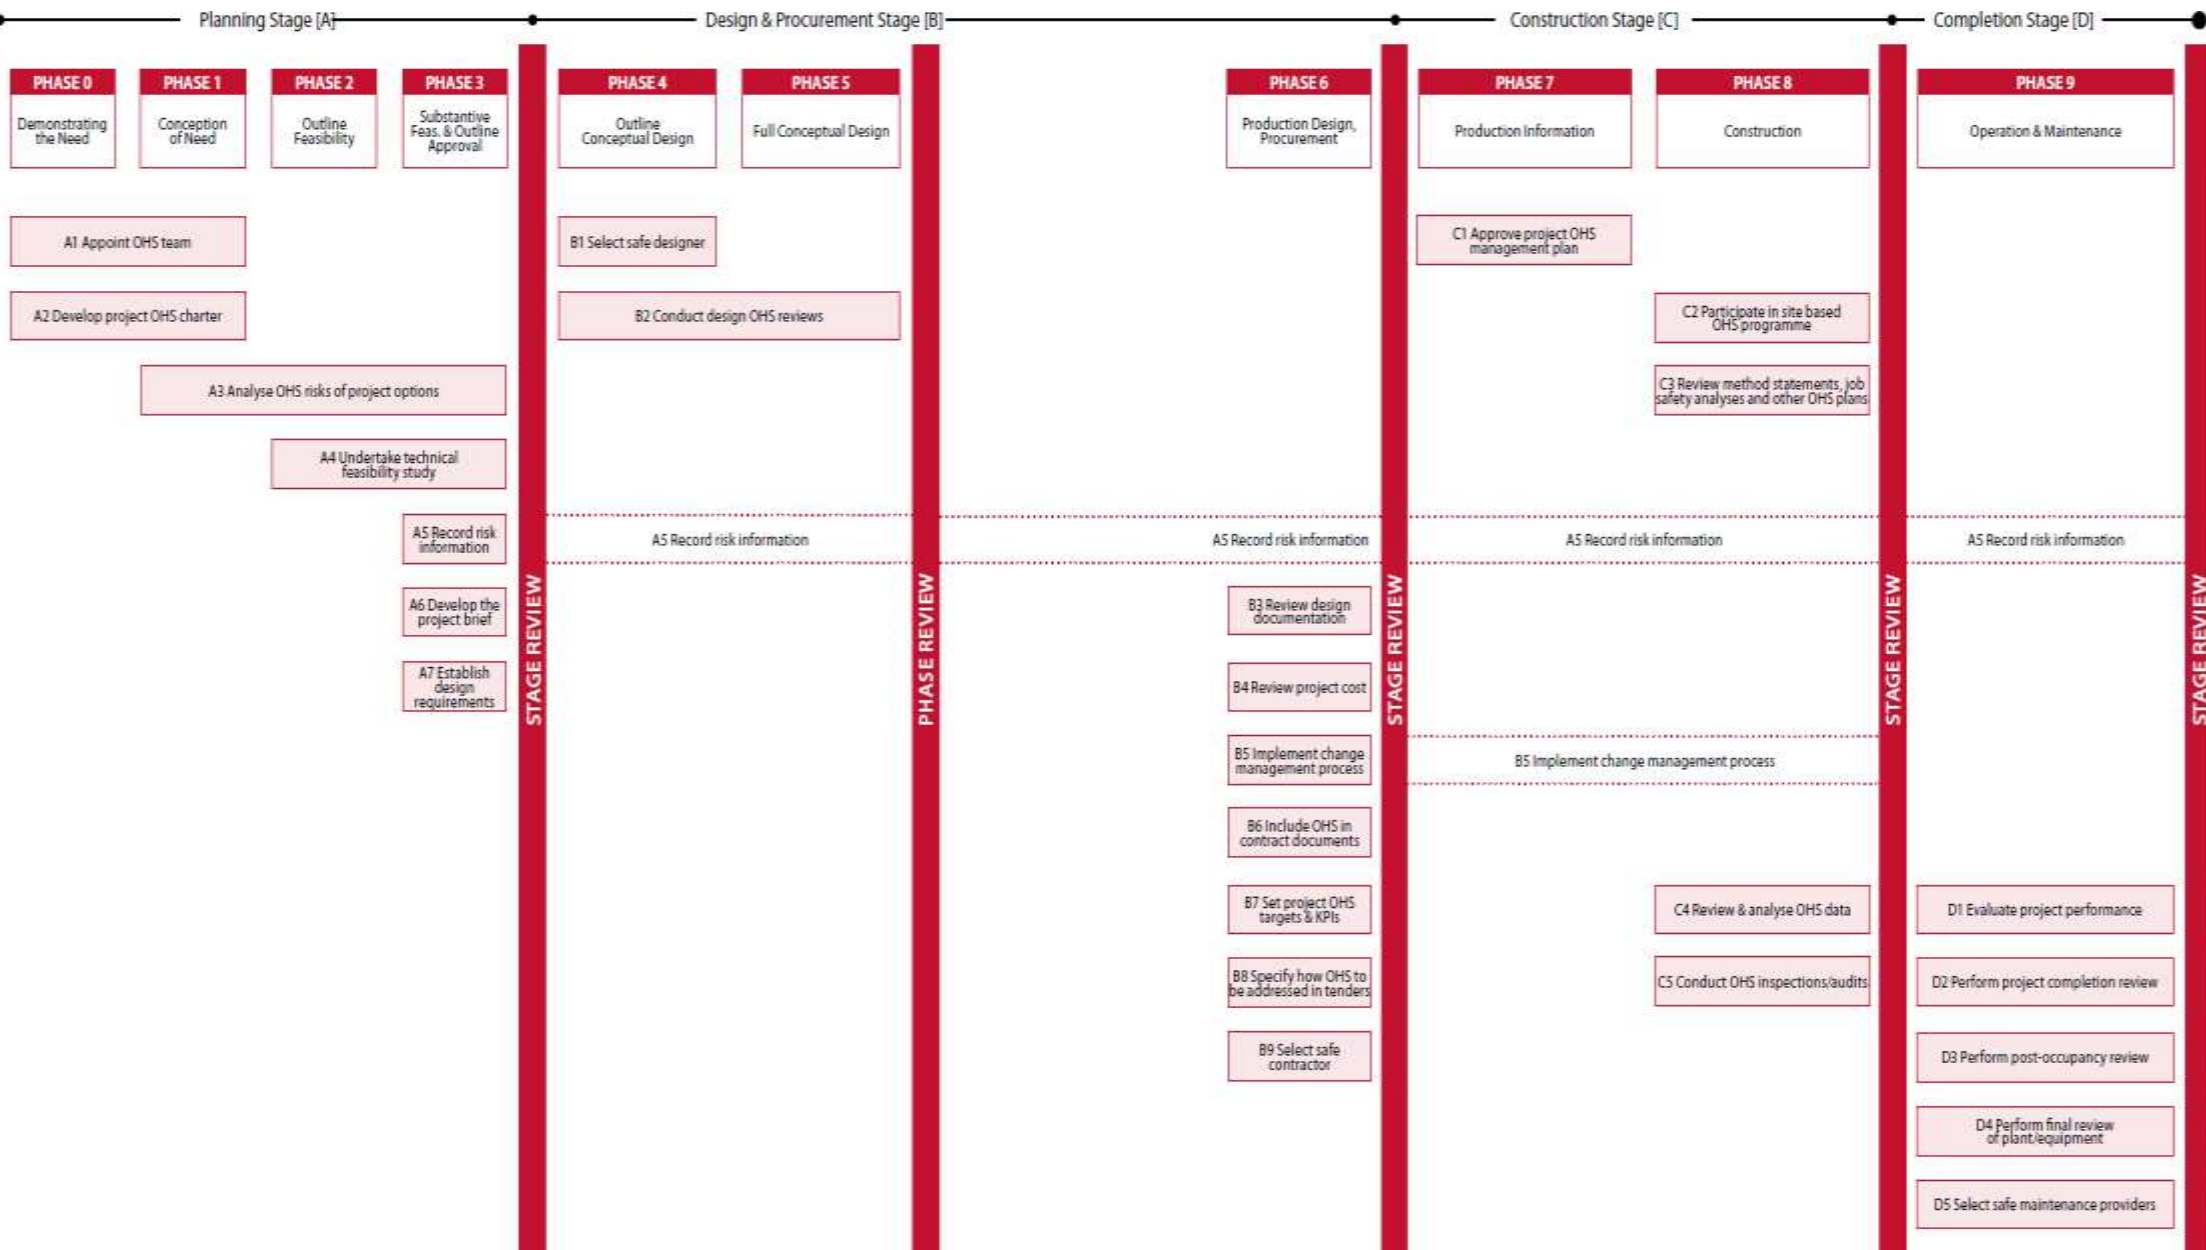 Planning Stage [A]
Design & Procurement Stage [B]
Construction Stage [C]
Completion Stage [D]
PHASE 0
PHASE 1
PHASE 2
PHASE 3
PHASE 4
PHASE 5
PHASE 6
PHASE 7
PHASE 8
PHASE 9
Demonstrating
the Need
Conception
of Need
Outline
Feasibility
Substantive
Feas. & Outline
Approval
Outline
Conceptual Design
Full Conceptual Design
Production Design,
Procurement
Production Information
Construction
Operation & Maintenance
A1 Appoint OHS team
B1 Select safe designer
C1 Approve project OHS
management plan
A2 Develop project OHS charter
B2 Conduct design OHS reviews
C2 Participate in site based
OHS programme
A3 Analyse OHS risks of project options
C3 Review method statements, job
safety analyses and other OHS plans
A4 Undertake technical
feasibility study
A5 Record risk
information
A5 Record risk information
A5 Record risk information
A5 Record risk information
A5 Record risk information
A6 Develop the
project brief
B3 Review design
documentation
A7 Establish
design
requirements
B4 Review project cost
STAGE REVIEW
PHASE REVIEW
STAGE REVIEW
STAGE REVIEW
STAGE REVIEW
B5 Implement change
management process
B5 Implement change management process
B6 Include OHS in
contract documents
B7 Set project OHS
targets & KPIs
C4 Review & analyse OHS data
D1 Evaluate project performance
B8 Specify how OHS to
be addressed in tenders
C5 Conduct OHS inspections/audits
D2 Perform project completion review
B9 Select safe
contractor
D3 Perform post-occupancy review
D4 Perform final review
of plant/equipment
D5 Select safe maintenance providers